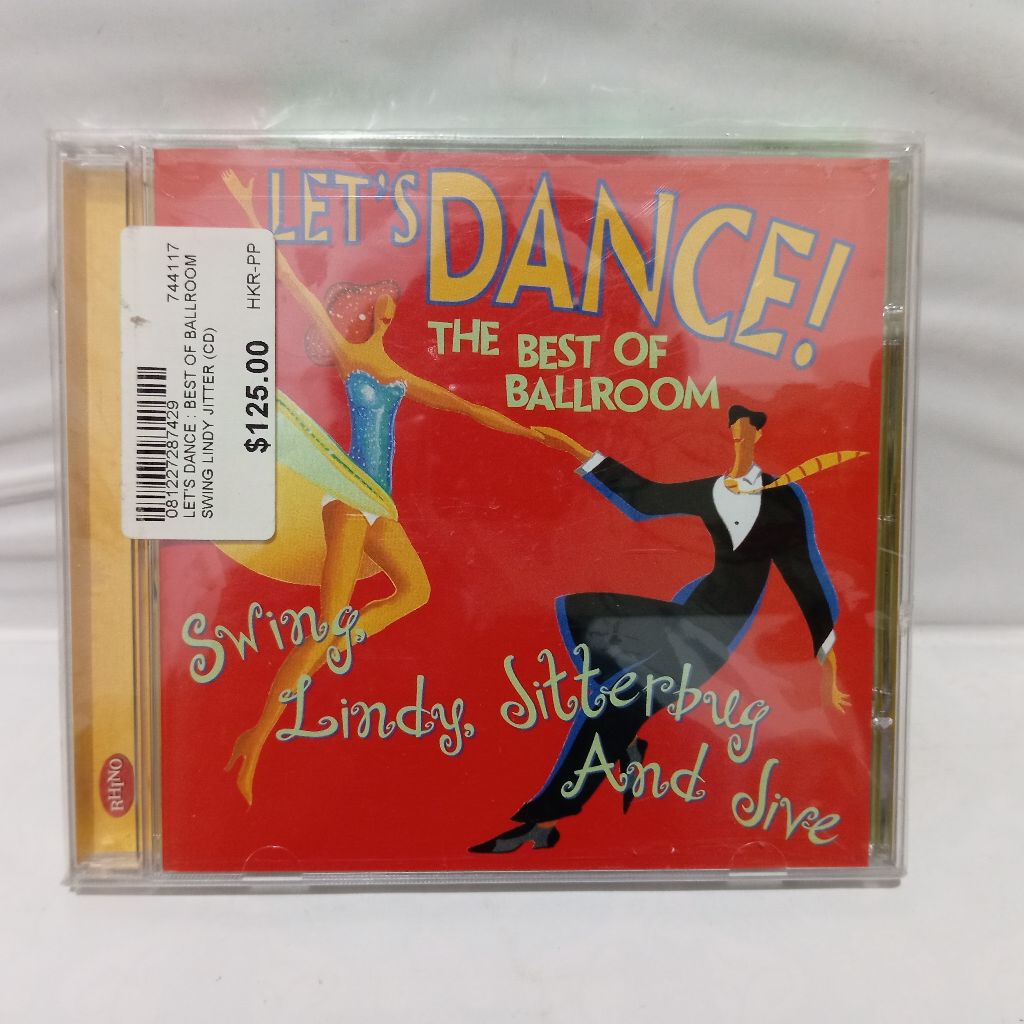 LET'S DANCE!
THE BEST OF
BALLROOM
Swing,
Lindy, Jitterbug
And Jive
081227287429 744117
LET'S DANCE : BEST OF BALLROOM
SWING LINDY JITTER (CD)
$125.00 HKR-PP
RHINO